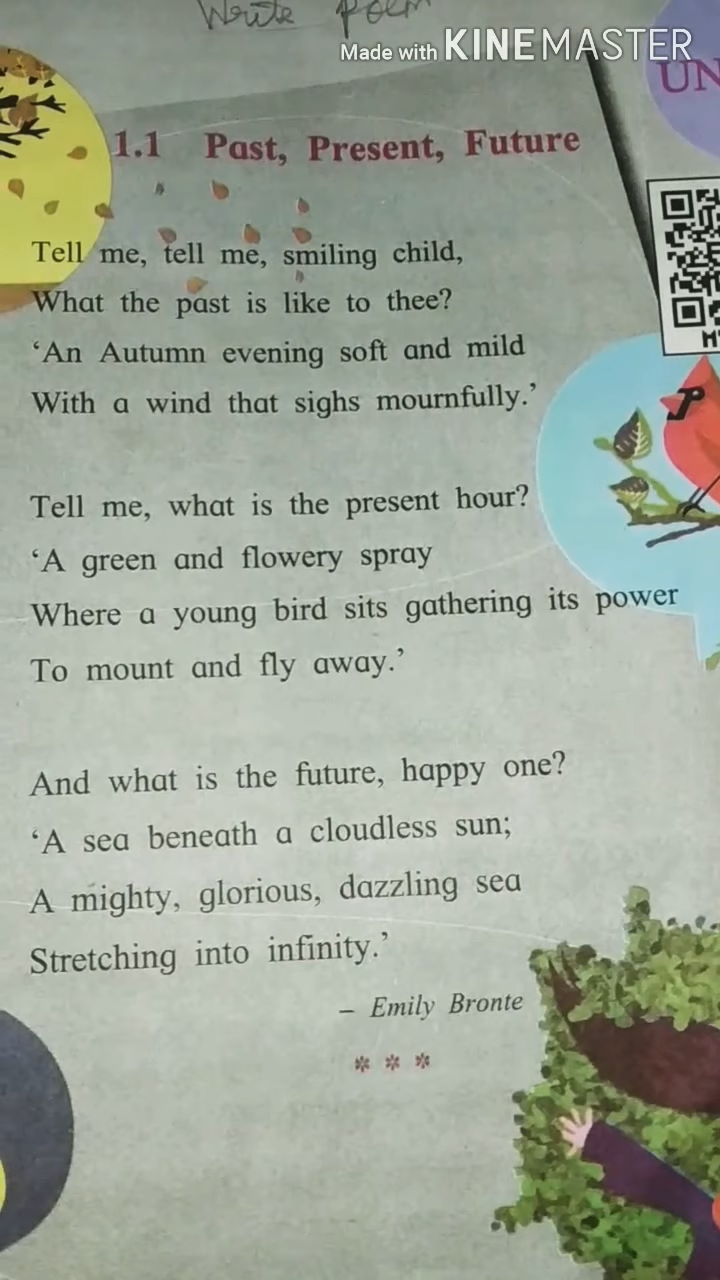 Write Poem
Made with KINEMASTER
UN
1.1 Past, Present, Future
Tell me, tell me, smiling child,
What the past is like to thee?
‘An Autumn evening soft and mild
With a wind that sighs mournfully.’
Tell me, what is the present hour?
‘A green and flowery spray
Where a young bird sits gathering its power
To mount and fly away.’
And what is the future, happy one?
‘A sea beneath a cloudless sun;
A mighty, glorious, dazzling sea
Stretching into infinity.’
– Emily Bronte